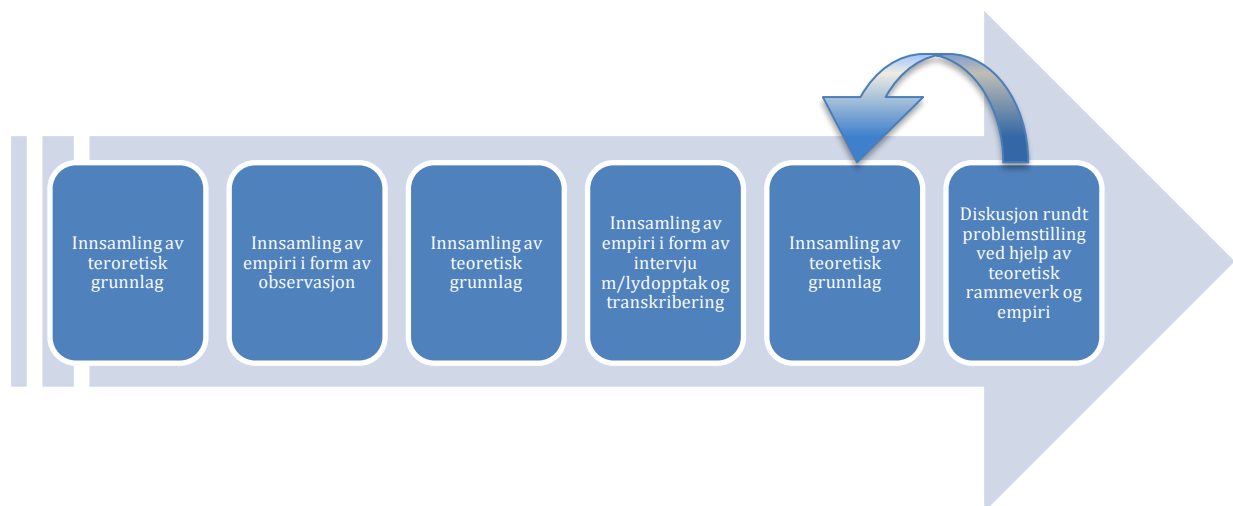 Innsamling av
teroretisk
grunnlag
Innsamling av
empiri i form av
observasjon
Innsamling av
teoretisk
grunnlag
Innsamling av
empiri i form av
intervju
m/lydopptak og
transkribering
Innsamling av
teoretisk
grunnlag
Diskusjon rundt
problemstilling
ved hjelp av
teoretisk
rammeverk og
empiri